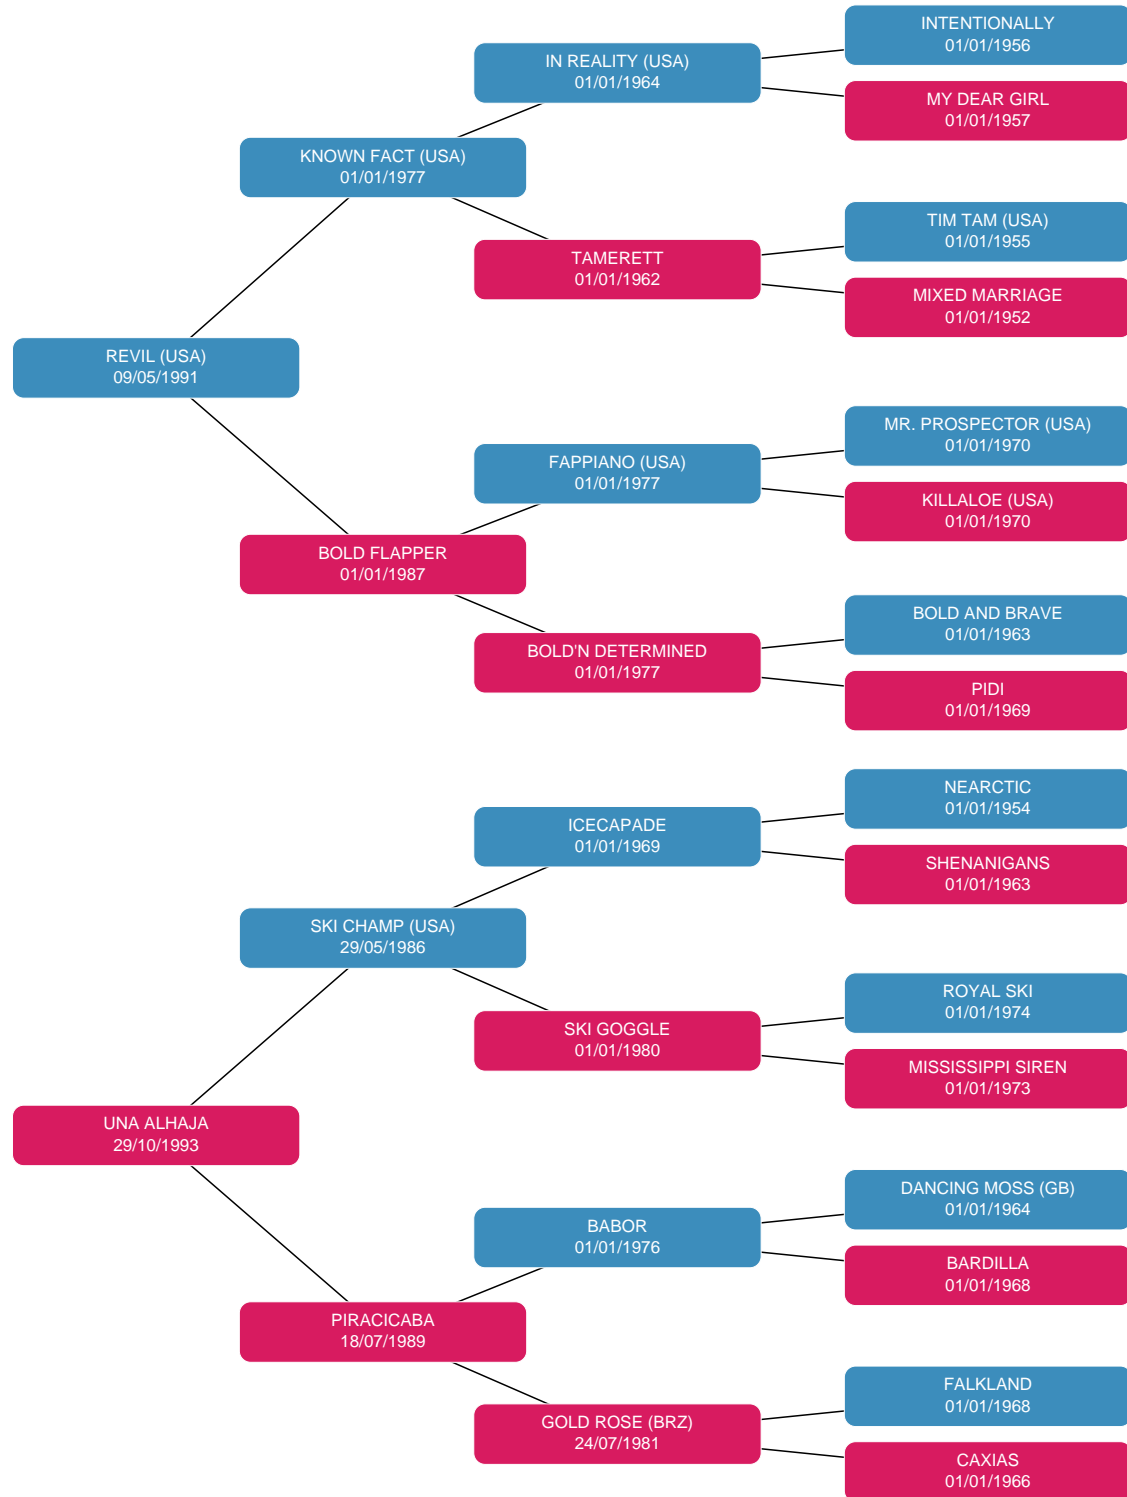 INTENTIONALLY
01/01/1956
IN REALITY (USA)
01/01/1964
MY DEAR GIRL
01/01/1957
KNOWN FACT (USA)
01/01/1977
TIM TAM (USA)
01/01/1955
TAMERETT
01/01/1962
MIXED MARRIAGE
01/01/1952
REVIL (USA)
09/05/1991
MR. PROSPECTOR (USA)
01/01/1970
FAPPIANO (USA)
01/01/1977
KILLALOE (USA)
01/01/1970
BOLD FLAPPER
01/01/1987
BOLD AND BRAVE
01/01/1963
BOLD'N DETERMINED
01/01/1977
PIDI
01/01/1969
NEARCTIC
01/01/1954
ICECAPADE
01/01/1969
SHENANIGANS
01/01/1963
SKI CHAMP (USA)
29/05/1986
ROYAL SKI
01/01/1974
SKI GOGGLE
01/01/1980
MISSISSIPPI SIREN
01/01/1973
UNA ALHAJA
29/10/1993
DANCING MOSS (GB)
01/01/1964
BABOR
01/01/1976
BARDILLA
01/01/1968
PIRACICABA
18/07/1989
FALKLAND
01/01/1968
GOLD ROSE (BRZ)
24/07/1981
CAXIAS
01/01/1966